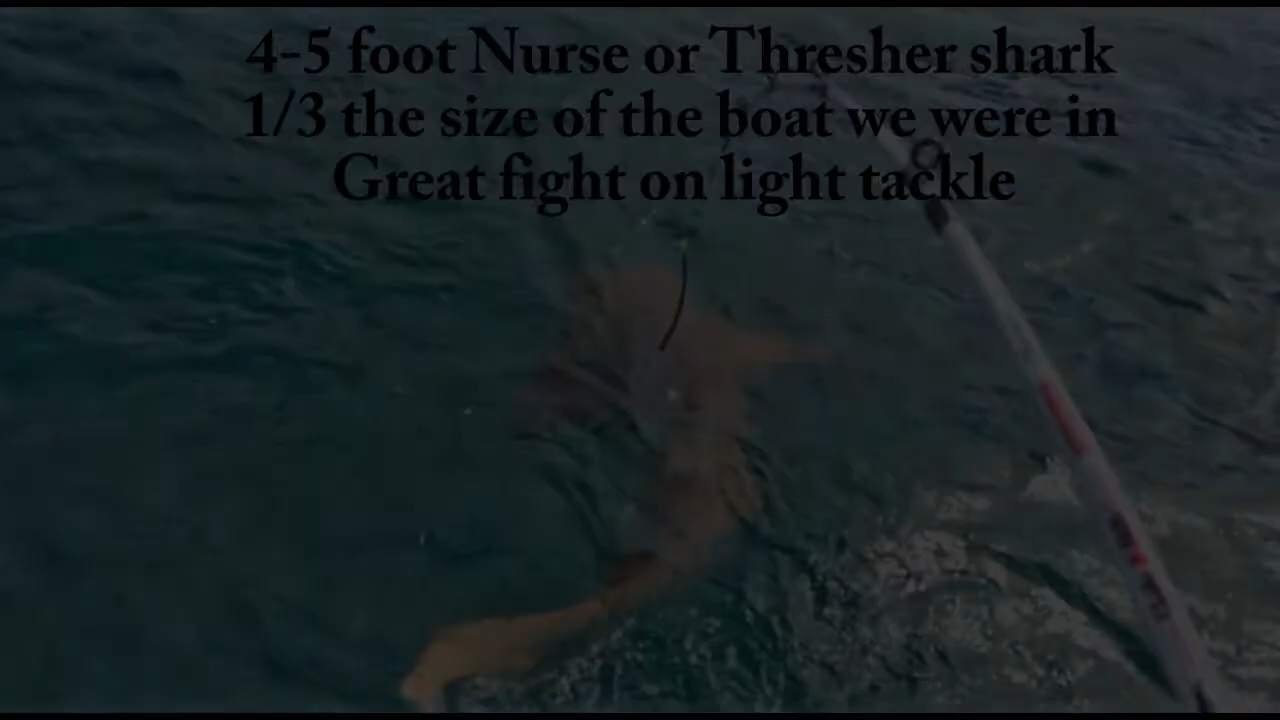 4-5 foot Nurse or Thresher shark
1/3 the size of the boat we were in
Great fight on light tackle